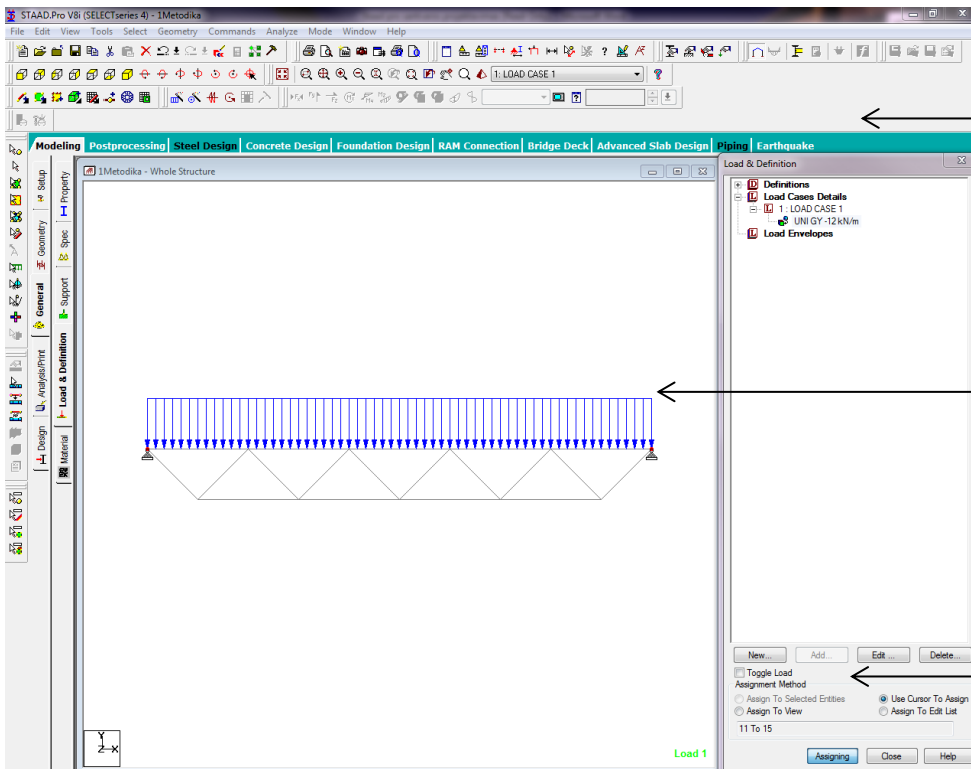 STAAD.Pro V8i (SELECTseries 4) - 1Metodika
File Edit View Tools Select Geometry Commands Analyze Mode Window Help
1: LOAD CASE 1
Modeling Postprocessing Steel Design Concrete Design Foundation Design RAM Connection Bridge Deck Advanced Slab Design Piping Earthquake
Setup
Geometry
General
Analysis/Print
Design
Property
Spec
Support
Load & Definition
Material
1Metodika - Whole Structure
Load 1
Y
Z X
Load & Definition
Definitions
Load Cases Details
1 : LOAD CASE 1
UNI GY -12 kN/m
Load Envelopes
New... Add... Edit ... Delete...
Toggle Load
Assignment Method
Assign To Selected Entities Use Cursor To Assign
Assign To View Assign To Edit List
11 To 15
Assigning Close Help